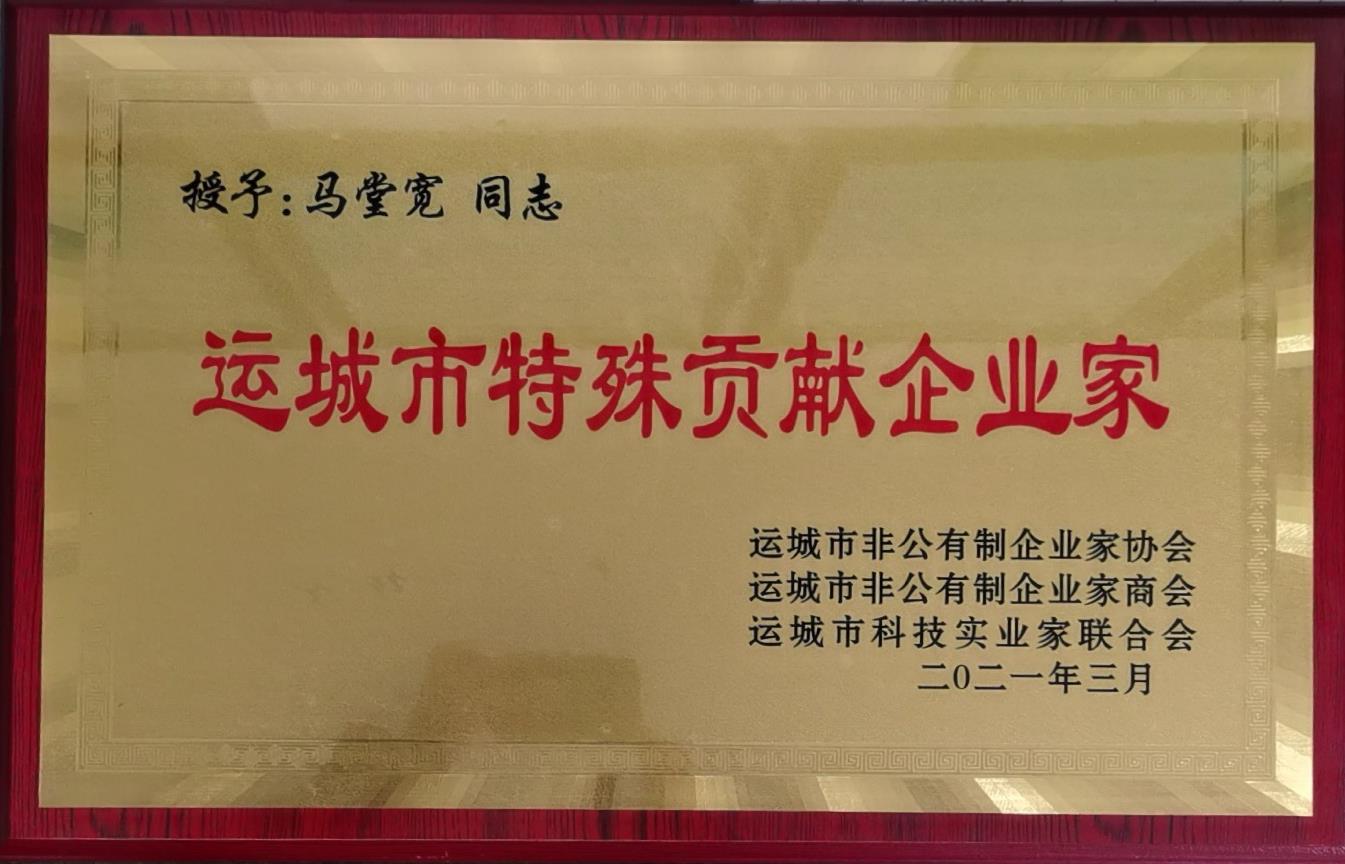 授予:马堂宽 同志
运城市特殊贡献企业家
运城市非公有制企业家协会
运城市非公有制企业家商会
运城市科技实业家联合会
二0二一年三月